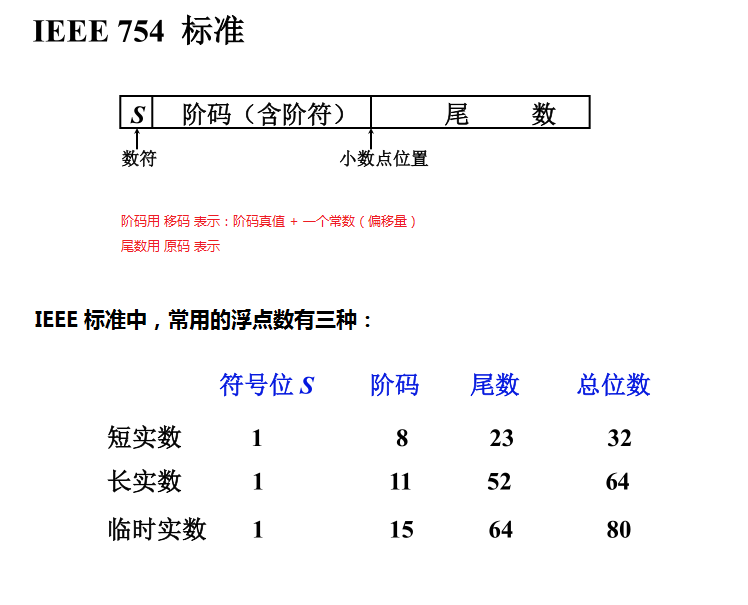 IEEE 754 标准
S 阶码（含阶符） 尾 数
数符 小数点位置
阶码用 移码 表示：阶码真值 + 一个常数（偏移量）
尾数用 原码 表示
IEEE 标准中，常用的浮点数有三种：
符号位 S 阶码 尾数 总位数
短实数 1 8 23 32
长实数 1 11 52 64
临时实数 1 15 64 80